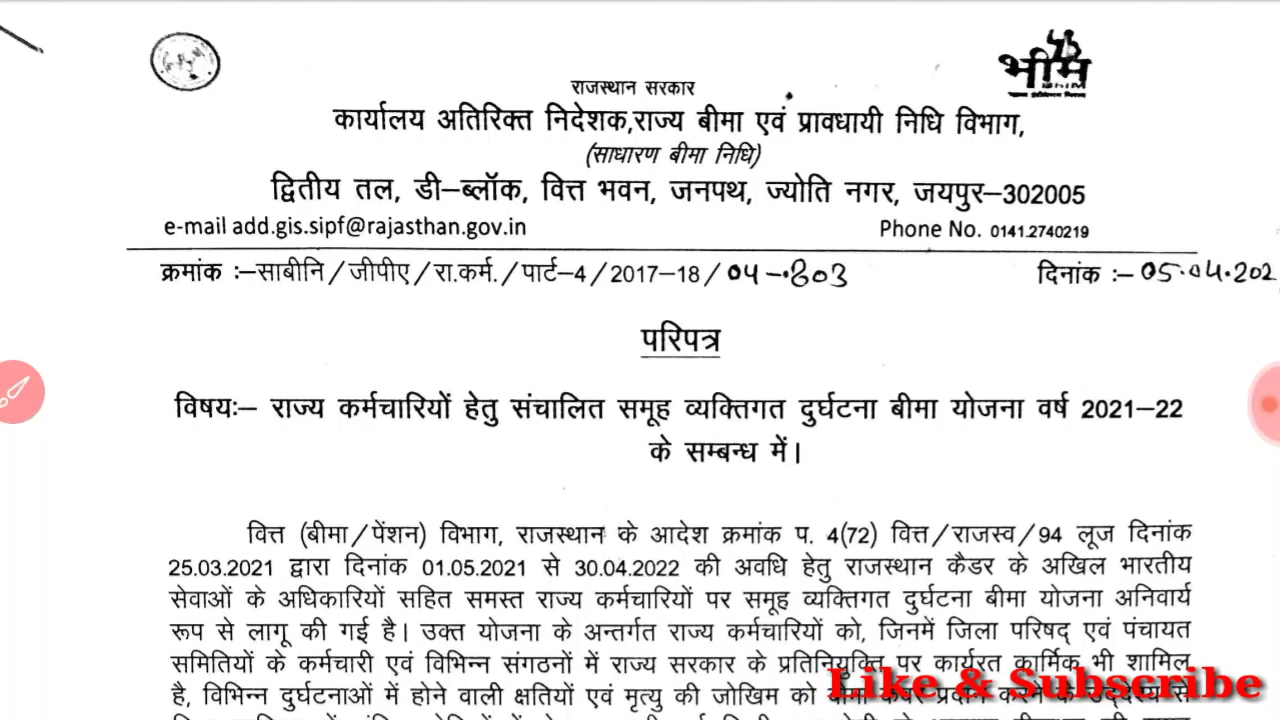 भीम
राजस्थान सरकार
कार्यालय अतिरिक्त निदेशक,राज्य बीमा एवं प्रावधायी निधि विभाग,
(साधारण बीमा निधि)
द्वितीय तल, डी–ब्लॉक, वित्त भवन, जनपथ, ज्योति नगर, जयपुर–302005
e-mail add.gis.sipf@rajasthan.gov.in Phone No. 0141.2740219
क्रमांक :–साबीनि/जीपीए/रा.कर्म./पार्ट–4/2017–18/04–803 दिनांक :– 05.04.202
परिपत्र
विषयः– राज्य कर्मचारियों हेतु संचालित समूह व्यक्तिगत दुर्घटना बीमा योजना वर्ष 2021–22
के सम्बन्ध में।
वित्त (बीमा/पेंशन) विभाग, राजस्थान के आदेश क्रमांक प. 4(72) वित्त/राजस्व/94 लूज दिनांक
25.03.2021 द्वारा दिनांक 01.05.2021 से 30.04.2022 की अवधि हेतु राजस्थान कैडर के अखिल भारतीय
सेवाओं के अधिकारियों सहित समस्त राज्य कर्मचारियों पर समूह व्यक्तिगत दुर्घटना बीमा योजना अनिवार्य
रूप से लागू की गई है। उक्त योजना के अन्तर्गत राज्य कर्मचारियों को, जिनमें जिला परिषद् एवं पंचायत
समितियों के कर्मचारी एवं विभिन्न संगठनों में राज्य सरकार के प्रतिनियुक्ति पर कार्यरत कार्मिक भी शामिल
है, विभिन्न दुर्घटनाओं में होने वाली क्षतियों एवं मृत्यु की जोखिम को बीमा कवर प्रदान करने के उद्देश्य से
Like & Subscribe